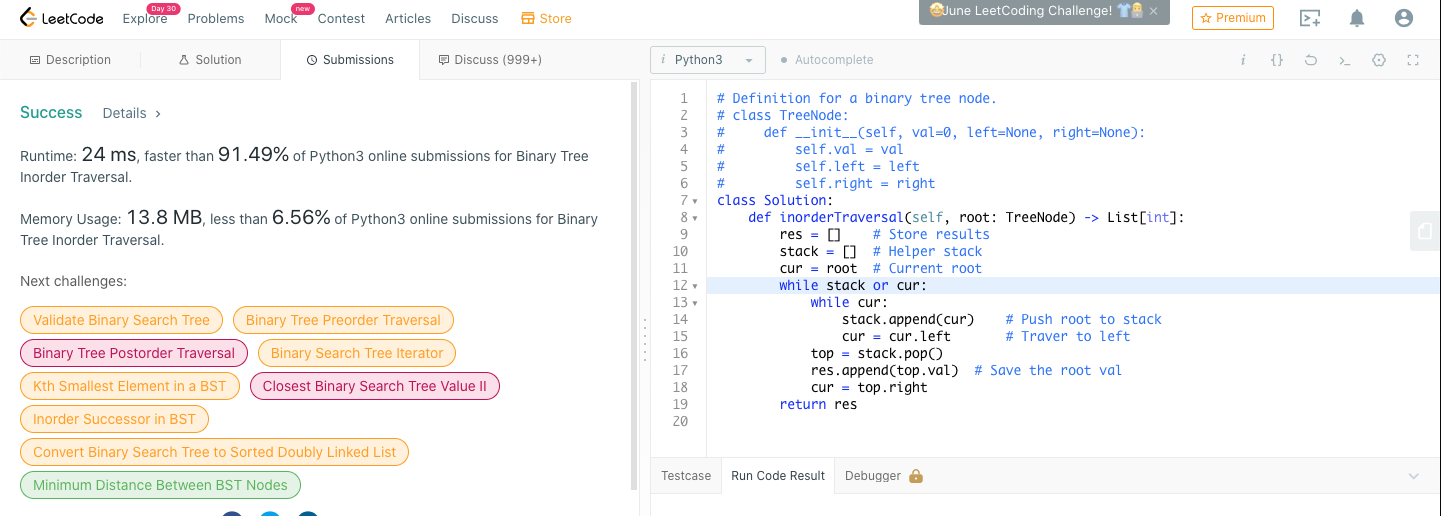 LeetCode
Explore
Day 30
Problems
Mock
new
Contest
Articles
Discuss
Store
June LeetCoding Challenge!
×
Premium
Description
Solution
Submissions
Discuss (999+)
i Python3
Autocomplete
Success
Details ›
Runtime: 24 ms, faster than 91.49% of Python3 online submissions for Binary Tree
Inorder Traversal.
Memory Usage: 13.8 MB, less than 6.56% of Python3 online submissions for Binary
Tree Inorder Traversal.
Next challenges:
Validate Binary Search Tree
Binary Tree Preorder Traversal
Binary Tree Postorder Traversal
Binary Search Tree Iterator
Kth Smallest Element in a BST
Closest Binary Search Tree Value II
Inorder Successor in BST
Convert Binary Search Tree to Sorted Doubly Linked List
Minimum Distance Between BST Nodes
1 # Definition for a binary tree node.
2 # class TreeNode:
3 #     def __init__(self, val=0, left=None, right=None):
4 #         self.val = val
5 #         self.left = left
6 #         self.right = right
7 class Solution:
8     def inorderTraversal(self, root: TreeNode) -> List[int]:
9         res = []    # Store results
10         stack = []  # Helper stack
11         cur = root  # Current root
12         while stack or cur:
13             while cur:
14                 stack.append(cur)    # Push root to stack
15                 cur = cur.left       # Traver to left
16             top = stack.pop()
17             res.append(top.val)  # Save the root val
18             cur = top.right
19         return res
20
Testcase
Run Code Result
Debugger